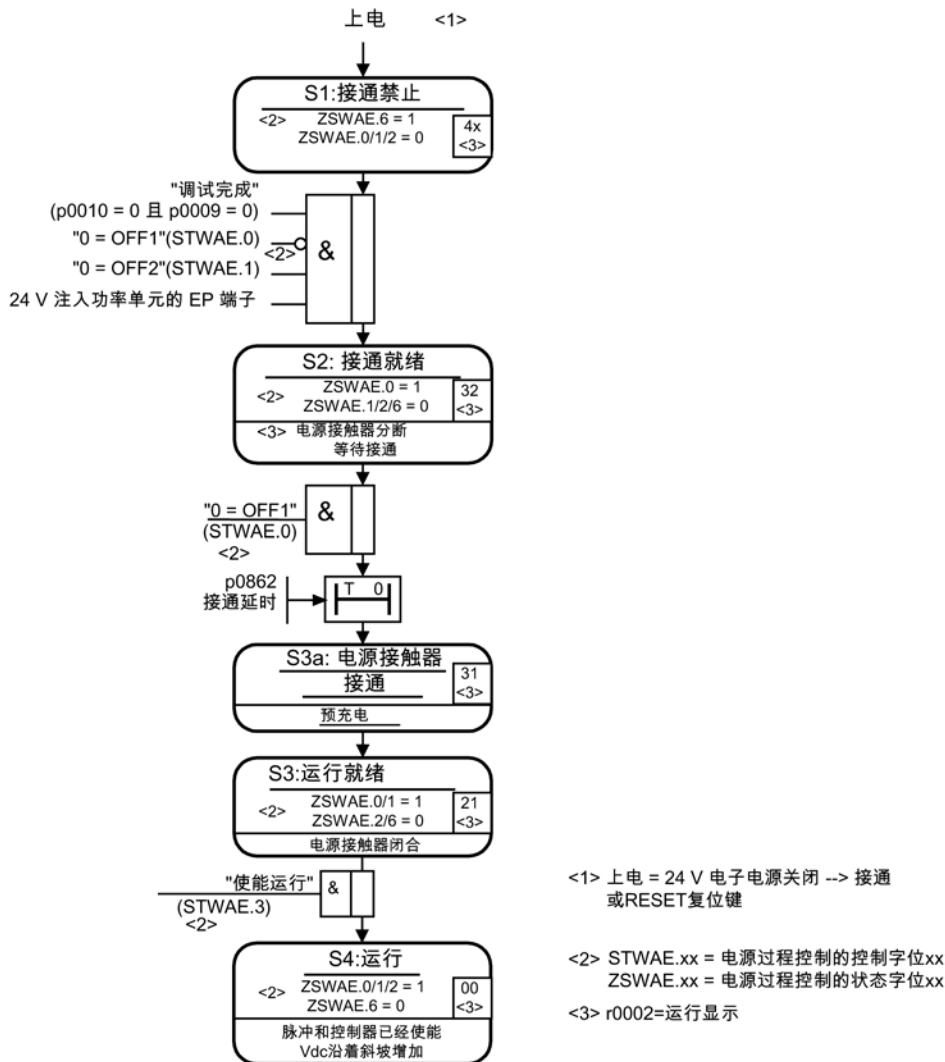 上电 <1>
S1:接通禁止
<2> ZSWAE.6 = 1
ZSWAE.0/1/2 = 0
4x
<3>
"调试完成"
(p0010 = 0 且 p0009 = 0)
"0 = OFF1"(STWAE.0)
<2>
"0 = OFF2"(STWAE.1)
24 V 注入功率单元的 EP 端子
&
S2: 接通就绪
<2> ZSWAE.0 = 1
ZSWAE.1/2/6 = 0
32
<3>
<3> 电源接触器分断
等待接通
"0 = OFF1"
(STWAE.0)
<2>
&
p0862
接通延时
T 0
S3a: 电源接触器
接通
31
<3>
预充电
S3:运行就绪
<2> ZSWAE.0/1 = 1
ZSWAE.2/6 = 0
21
<3>
电源接触器闭合
"使能运行"
(STWAE.3)
<2>
&
S4:运行
<2> ZSWAE.0/1/2 = 1
ZSWAE.6 = 0
00
<3>
脉冲和控制器已经使能
Vdc沿着斜坡增加
<1> 上电 = 24 V 电子电源关闭 --> 接通
或RESET复位键
<2> STWAE.xx = 电源过程控制的控制字位xx
ZSWAE.xx = 电源过程控制的状态字位xx
<3> r0002=运行显示